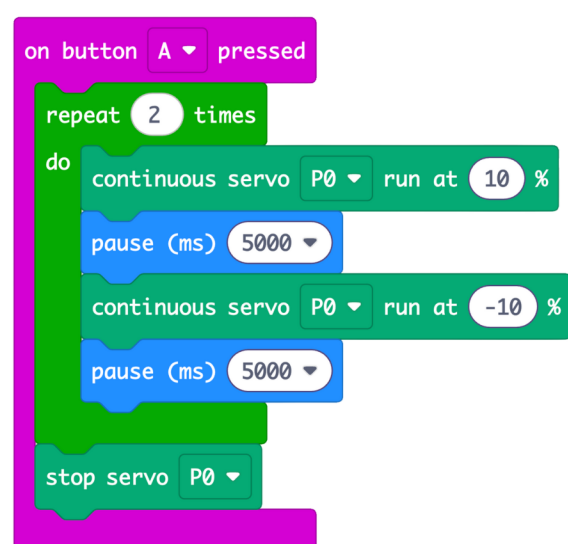 on button A pressed
repeat 2 times
do
continuous servo P0 run at 10 %
pause (ms) 5000
continuous servo P0 run at -10 %
pause (ms) 5000
stop servo P0